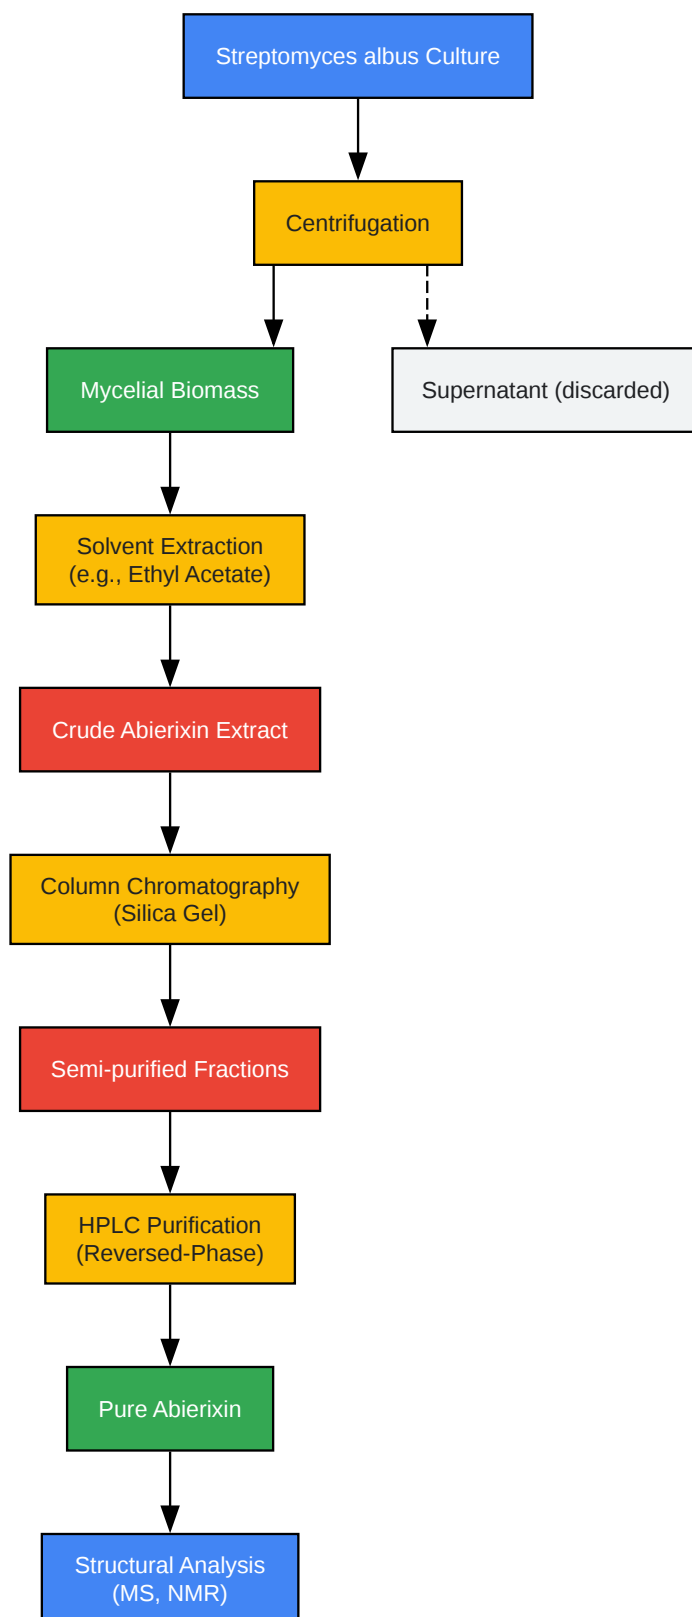 Streptomyces albus Culture
Centrifugation
Mycelial Biomass
Supernatant (discarded)
Solvent Extraction
(e.g., Ethyl Acetate)
Crude Abierixin Extract
Column Chromatography
(Silica Gel)
Semi-purified Fractions
HPLC Purification
(Reversed-Phase)
Pure Abierixin
Structural Analysis
(MS, NMR)